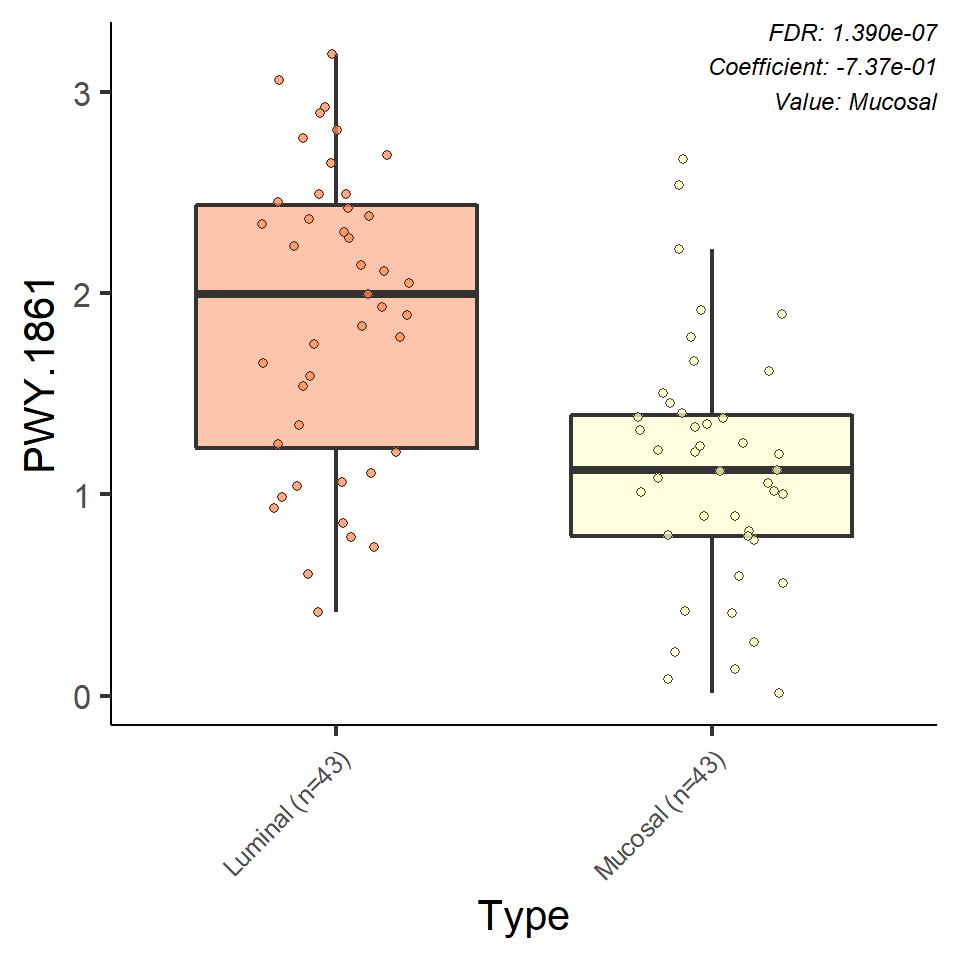 FDR: 1.390e-07
Coefficient: -7.37e-01
Value: Mucosal
PWY.1861
3
2
1
0
Luminal (n=43)
Mucosal (n=43)
Type